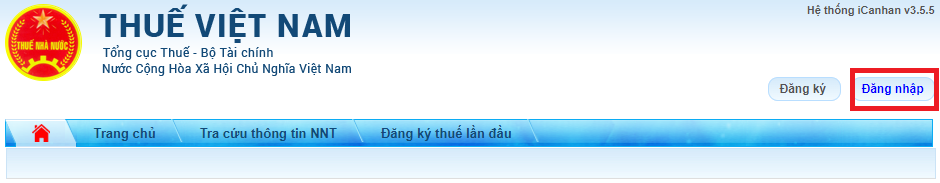 Hệ thống iCanhan v3.5.5
THUẾ VIỆT NAM
THUẾ NHÀ NƯỚC
Tổng cục Thuế - Bộ Tài chính
Nước Cộng Hòa Xã Hội Chủ Nghĩa Việt Nam
Đăng ký Đăng nhập
Trang chủ Tra cứu thông tin NNT Đăng ký thuế lần đầu